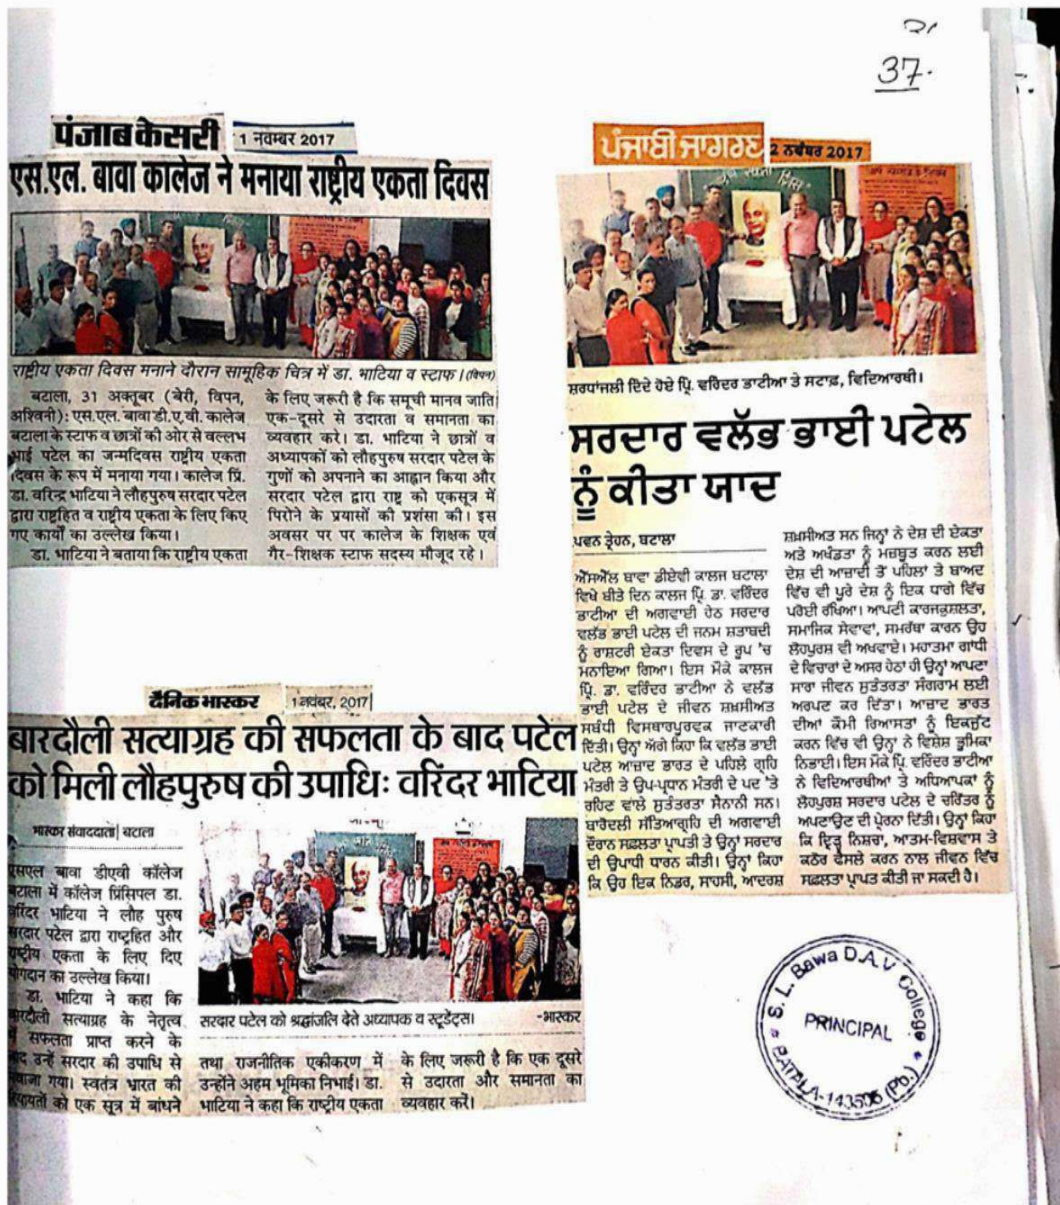 37.
पंजाब केसरी
1 नवम्बर 2017
एस.एल. बावा कालेज ने मनाया राष्ट्रीय एकता दिवस
राष्ट्रीय एकता दिवस मनाने दौरान सामूहिक चित्र में डा. भाटिया व स्टाफ। (विपन)
बटाला, 31 अक्तूबर (बेरी, विपन,
अश्विनी): एस.एल. बावा डी.ए.वी. कालेज
बटाला के स्टाफ व छात्रों की ओर से वल्लभ
भाई पटेल का जन्मदिवस राष्ट्रीय एकता
दिवस के रूप में मनाया गया। कालेज प्रिं.
डा. वरिन्द्र भाटिया ने लौहपुरुष सरदार पटेल
द्वारा राष्ट्रहित व राष्ट्रीय एकता के लिए किए
गए कार्यों का उल्लेख किया।
डा. भाटिया ने बताया कि राष्ट्रीय एकता
के लिए जरूरी है कि समूची मानव जाति
एक-दूसरे से उदारता व समानता का
व्यवहार करे। डा. भाटिया ने छात्रों व
अध्यापकों को लौहपुरुष सरदार पटेल के
गुणों को अपनाने का आह्वान किया और
सरदार पटेल द्वारा राष्ट्र को एकसूत्र में
पिरोने के प्रयासों की प्रशंसा की। इस
अवसर पर पर कालेज के शिक्षक एवं
गैर-शिक्षक स्टाफ सदस्य मौजूद रहे।
दैनिक भास्कर
1 नवंबर, 2017
बारदौली सत्याग्रह की सफलता के बाद पटेल
को मिली लौहपुरुष की उपाधिः वरिंदर भाटिया
भास्कर संवाददाता| बटाला
एसएल बावा डीएवी कॉलेज
बटाला में कॉलेज प्रिंसिपल डा.
वरिंदर भाटिया ने लौह पुरुष
सरदार पटेल द्वारा राष्ट्रहित और
राष्ट्रीय एकता के लिए दिए
योगदान का उल्लेख किया।
डा. भाटिया ने कहा कि
बारदौली सत्याग्रह के नेतृत्व
में सफलता प्राप्त करने के
बाद उन्हें सरदार की उपाधि से
नवाजा गया। स्वतंत्र भारत की
रियायतों को एक सूत्र में बांधने
सरदार पटेल को श्रद्धांजलि देते अध्यापक व स्टूडेंट्स। -भास्कर
तथा राजनीतिक एकीकरण में
उन्होंने अहम भूमिका निभाई। डा.
भाटिया ने कहा कि राष्ट्रीय एकता
के लिए जरूरी है कि एक दूसरे
से उदारता और समानता का
व्यवहार करें।
ਪੰਜਾਬੀ ਜਾਗਰਣ
2 ਨਵੰਬਰ 2017
ਸ਼ਰਧਾਂਜਲੀ ਦਿੰਦੇ ਹੋਏ ਪ੍ਰਿੰ. ਵਰਿੰਦਰ ਭਾਟੀਆ ਤੇ ਸਟਾਫ਼, ਵਿਦਿਆਰਥੀ।
ਸਰਦਾਰ ਵਲੱਭ ਭਾਈ ਪਟੇਲ
ਨੂੰ ਕੀਤਾ ਯਾਦ
ਪਵਨ ਤ੍ਰੇਹਨ, ਬਟਾਲਾ
ਐੱਸਐੱਲ ਬਾਵਾ ਡੀਏਵੀ ਕਾਲਜ ਬਟਾਲਾ
ਵਿਖੇ ਬੀਤੇ ਦਿਨ ਕਾਲਜ ਪ੍ਰਿੰ. ਡਾ. ਵਰਿੰਦਰ
ਭਾਟੀਆ ਦੀ ਅਗਵਾਈ ਹੇਠ ਸਰਦਾਰ
ਵਲੱਭ ਭਾਈ ਪਟੇਲ ਦੀ ਜਨਮ ਸ਼ਤਾਬਦੀ
ਨੂੰ ਰਾਸ਼ਟਰੀ ਏਕਤਾ ਦਿਵਸ ਦੇ ਰੂਪ 'ਚ
ਮਨਾਇਆ ਗਿਆ। ਇਸ ਮੌਕੇ ਕਾਲਜ
ਪ੍ਰਿੰ. ਡਾ. ਵਰਿੰਦਰ ਭਾਟੀਆ ਨੇ ਵਲੱਭ
ਭਾਈ ਪਟੇਲ ਦੇ ਜੀਵਨ ਸ਼ਖ਼ਸੀਅਤ
ਸਬੰਧੀ ਵਿਸਥਾਰਪੂਰਵਕ ਜਾਣਕਾਰੀ
ਦਿੱਤੀ। ਉਨ੍ਹਾਂ ਅੱਗੇ ਕਿਹਾ ਕਿ ਵਲੱਭ ਭਾਈ
ਪਟੇਲ ਆਜ਼ਾਦ ਭਾਰਤ ਦੇ ਪਹਿਲੇ ਗ੍ਰਹਿ
ਮੰਤਰੀ ਤੇ ਉਪ-ਪ੍ਰਧਾਨ ਮੰਤਰੀ ਦੇ ਪਦ 'ਤੇ
ਰਹਿਣ ਵਾਲੇ ਸੁਤੰਤਰਤਾ ਸੈਨਾਨੀ ਸਨ।
ਬਾਰੋਦਲੀ ਸੱਤਿਆਗ੍ਰਹਿ ਦੀ ਅਗਵਾਈ
ਦੌਰਾਨ ਸਫ਼ਲਤਾ ਪ੍ਰਾਪਤੀ ਤੇ ਉਨ੍ਹਾਂ ਸਰਦਾਰ
ਦੀ ਉਪਾਧੀ ਧਾਰਨ ਕੀਤੀ। ਉਨ੍ਹਾਂ ਕਿਹਾ
ਕਿ ਉਹ ਇਕ ਨਿਡਰ, ਸਾਹਸੀ, ਆਦਰਸ਼
ਸ਼ਖ਼ਸੀਅਤ ਸਨ ਜਿਨ੍ਹਾਂ ਨੇ ਦੇਸ਼ ਦੀ ਏਕਤਾ
ਅਤੇ ਅਖੰਡਤਾ ਨੂੰ ਮਜ਼ਬੂਤ ਕਰਨ ਲਈ
ਦੇਸ਼ ਦੀ ਆਜ਼ਾਦੀ ਤੋਂ ਪਹਿਲਾਂ ਤੇ ਬਾਅਦ
ਵਿੱਚ ਵੀ ਪੂਰੇ ਦੇਸ਼ ਨੂੰ ਇਕ ਧਾਗੇ ਵਿੱਚ
ਪਰੋਈ ਰੱਖਿਆ। ਆਪਣੀ ਕਾਰਜਕੁਸ਼ਲਤਾ,
ਸਮਾਜਿਕ ਸੇਵਾਵਾਂ, ਸਮਰੱਥਾ ਕਾਰਨ ਉਹ
ਲੋਹਪੁਰਸ਼ ਵੀ ਅਖਵਾਏ। ਮਹਾਤਮਾ ਗਾਂਧੀ
ਦੇ ਵਿਚਾਰਾਂ ਦੇ ਅਸਰ ਹੇਠਾਂ ਹੀ ਉਨ੍ਹਾਂ ਆਪਣਾ
ਸਾਰਾ ਜੀਵਨ ਸੁਤੰਤਰਤਾ ਸੰਗਰਾਮ ਲਈ
ਅਰਪਣ ਕਰ ਦਿੱਤਾ। ਆਜ਼ਾਦ ਭਾਰਤ
ਦੀਆਂ ਕੌਮੀ ਰਿਆਸਤਾਂ ਨੂੰ ਇਕਜੁੱਟ
ਕਰਨ ਵਿੱਚ ਵੀ ਉਨ੍ਹਾਂ ਨੇ ਵਿਸ਼ੇਸ਼ ਭੂਮਿਕਾ
ਨਿਭਾਈ। ਇਸ ਮੌਕੇ ਪ੍ਰਿੰ. ਵਰਿੰਦਰ ਭਾਟੀਆ
ਨੇ ਵਿਦਿਆਰਥੀਆਂ ਤੇ ਅਧਿਆਪਕਾਂ ਨੂੰ
ਲੋਹਪੁਰਸ਼ ਸਰਦਾਰ ਪਟੇਲ ਦੇ ਚਰਿੱਤਰ ਨੂੰ
ਅਪਣਾਉਣ ਦੀ ਪ੍ਰੇਰਨਾ ਦਿੱਤੀ। ਉਨ੍ਹਾਂ ਕਿਹਾ
ਕਿ ਦ੍ਰਿੜ੍ਹ ਨਿਸ਼ਚਾ, ਆਤਮ-ਵਿਸ਼ਵਾਸ ਤੇ
ਕਠੋਰ ਫੈਸਲੇ ਕਰਨ ਨਾਲ ਜੀਵਨ ਵਿੱਚ
ਸਫ਼ਲਤਾ ਪ੍ਰਾਪਤ ਕੀਤੀ ਜਾ ਸਕਦੀ ਹੈ।
S. L. Bawa D.A.V College
PRINCIPAL
BATALA-143505 (Pb.)